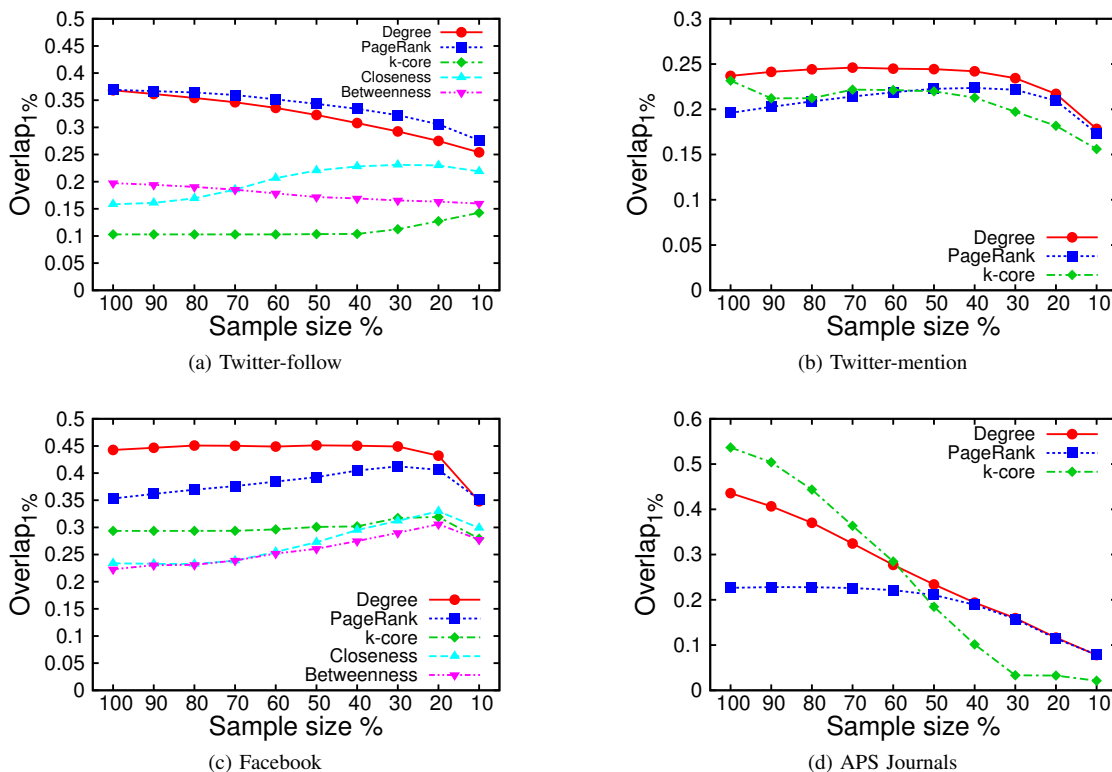 0.5
0.45
0.4
0.35
0.3
0.25
0.2
0.15
0.1
0.05
0
Overlap1%
Degree
PageRank
k-core
Closeness
Betweenness
100 90 80 70 60 50 40 30 20 10
Sample size %
(a) Twitter-follow
0.3
0.25
0.2
0.15
0.1
0.05
0
Overlap1%
Degree
PageRank
k-core
100 90 80 70 60 50 40 30 20 10
Sample size %
(b) Twitter-mention
0.5
0.45
0.4
0.35
0.3
0.25
0.2
0.15
0.1
0.05
0
Overlap1%
Degree
PageRank
k-core
Closeness
Betweenness
100 90 80 70 60 50 40 30 20 10
Sample size %
(c) Facebook
0.6
0.5
0.4
0.3
0.2
0.1
0
Overlap1%
Degree
PageRank
k-core
100 90 80 70 60 50 40 30 20 10
Sample size %
(d) APS Journals